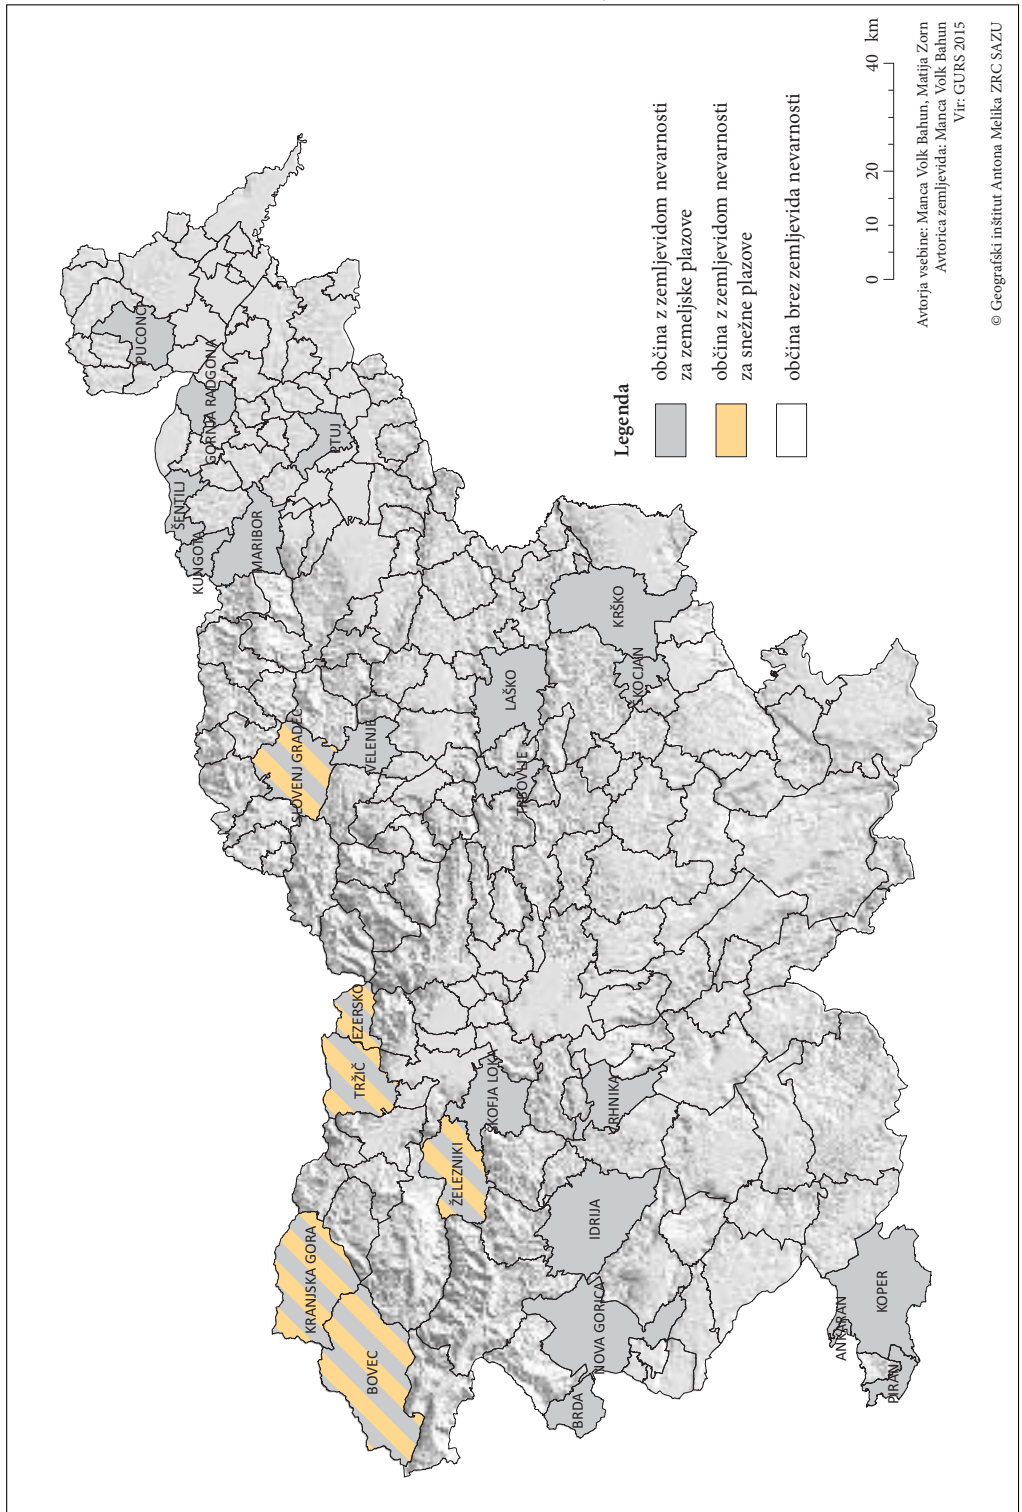 PUCONCI
GORNJA RADGONA
ŠENTILJ
KUNGOTA
MARIBOR
PTUJ
SLOVENJ GRADEC
VELENJE
LAŠKO
TRBOVLJE
KRŠKO
ŠKOCJAN
JEZERSKO
TRŽIČ
KRANJSKA GORA
BOVEC
ŽELEZNIKI
ŠKOFJA LOKA
VRHNIKA
IDRIJA
NOVA GORICA
BRDA
ANKARAN
KOPER
PIRAN
Legenda
občina z zemljevidom nevarnosti
za zemeljske plazove
občina z zemljevidom nevarnosti
za snežne plazove
občina brez zemljevida nevarnosti
0 10 20 40 km
Avtorja vsebine: Manca Volk Bahun, Matija Zorn
Avtorica zemljevida: Manca Volk Bahun
Vir: GURS 2015
© Geografski inštitut Antona Melika ZRC SAZU